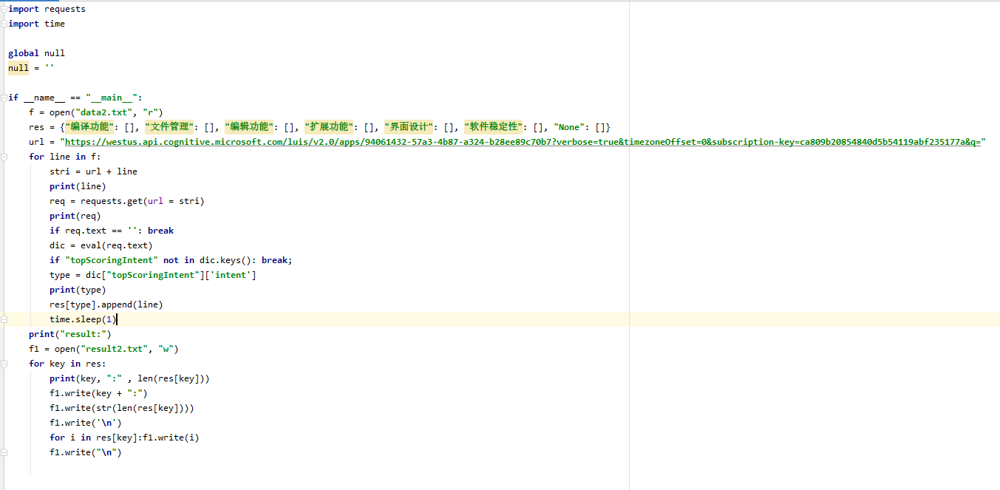 import requests
import time
global null
null = ''
if __name__ == "__main__":
    f = open("data2.txt", "r")
    res = {"编译功能": [], "文件管理": [], "编辑功能": [], "扩展功能": [], "界面设计": [], "软件稳定性": [], "None": []}
    url = "https://westus.api.cognitive.microsoft.com/luis/v2.0/apps/94061432-57a3-4b87-a324-b28ee89c70b7?verbose=true&timezoneOffset=0&subscription-key=ca809b20854840d5b54119abf235177a&q="
    for line in f:
        stri = url + line
        print(line)
        req = requests.get(url = stri)
        print(req)
        if req.text == '': break
        dic = eval(req.text)
        if "topScoringIntent" not in dic.keys(): break;
        type = dic["topScoringIntent"]['intent']
        print(type)
        res[type].append(line)
        time.sleep(1)
    print("result:")
    f1 = open("result2.txt", "w")
    for key in res:
        print(key, ":" , len(res[key]))
        f1.write(key + ":")
        f1.write(str(len(res[key])))
        f1.write('\n')
        for i in res[key]:f1.write(i)
        f1.write("\n")